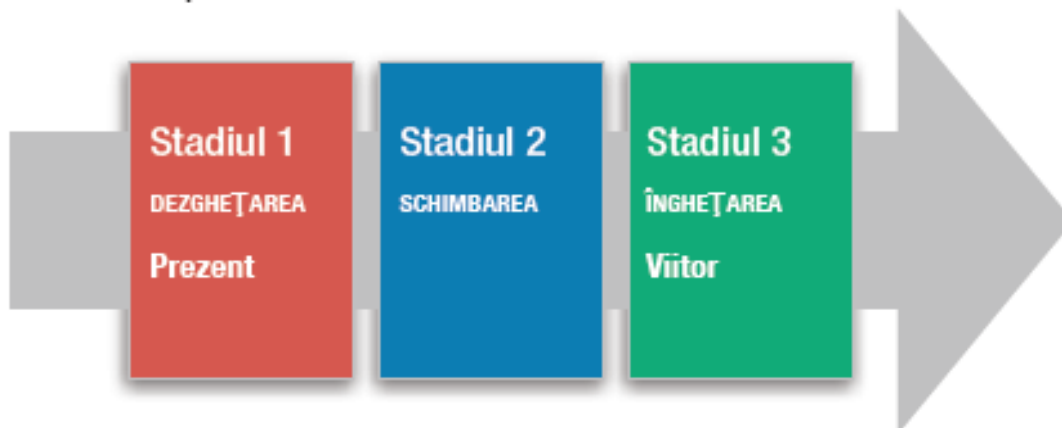 Stadiul 1
DEZGHEŢAREA
Prezent
Stadiul 2
SCHIMBAREA
Stadiul 3
ÎNGHEŢAREA
Viitor